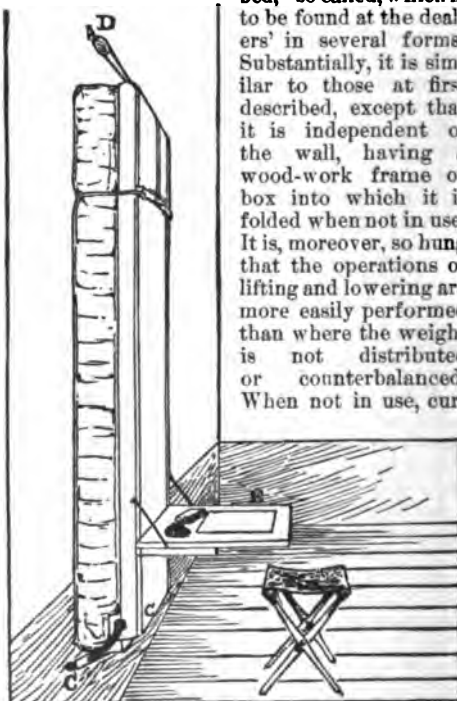 to be found at the deal
ers' in several forms
Substantially, it is sim
ilar to those at firs
described, except tha
it is independent o
the wall, having
wood-work frame o
box into which it i
folded when not in use
It is, moreover, so hung
that the operations o
lifting and lowering ar
more easily performed
than where the weigh
is not distribute
or counterbalanced
When not in use, cur
D
A
B
C
C